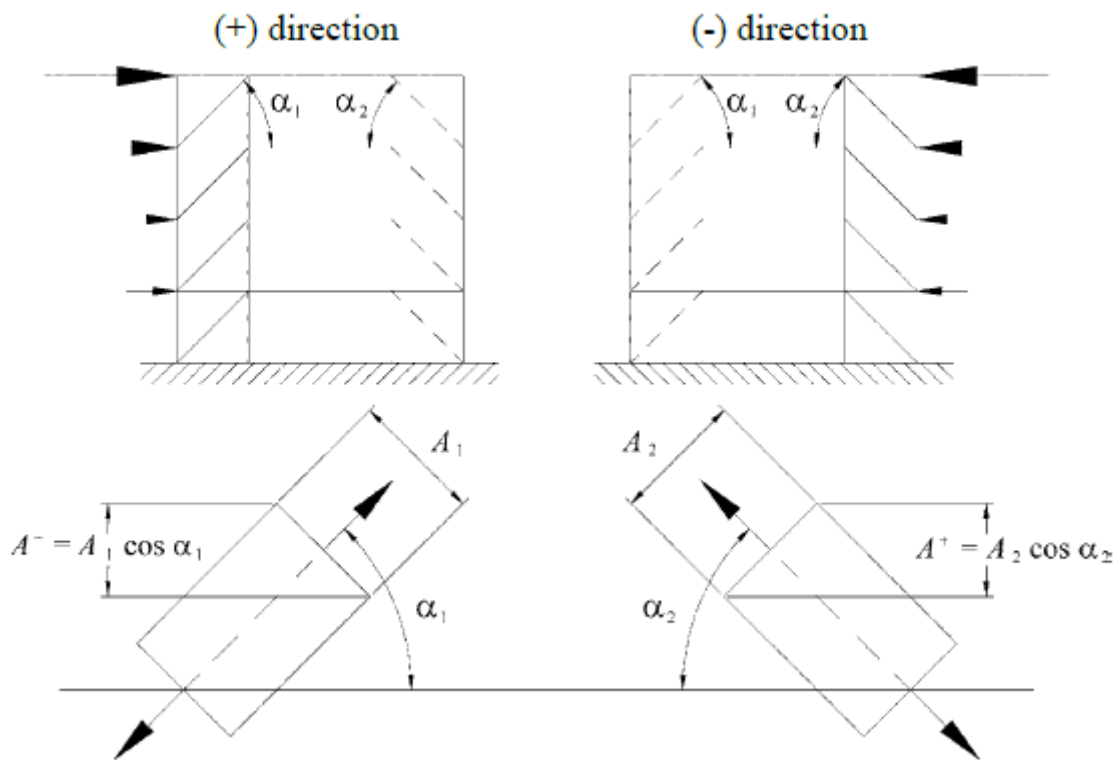 (+) direction
(-) direction
α₁
α₂
α₁
α₂
A₁
A₂
A⁻ = A₁ cos α₁
A⁺ = A₂ cos α₂
α₁
α₂